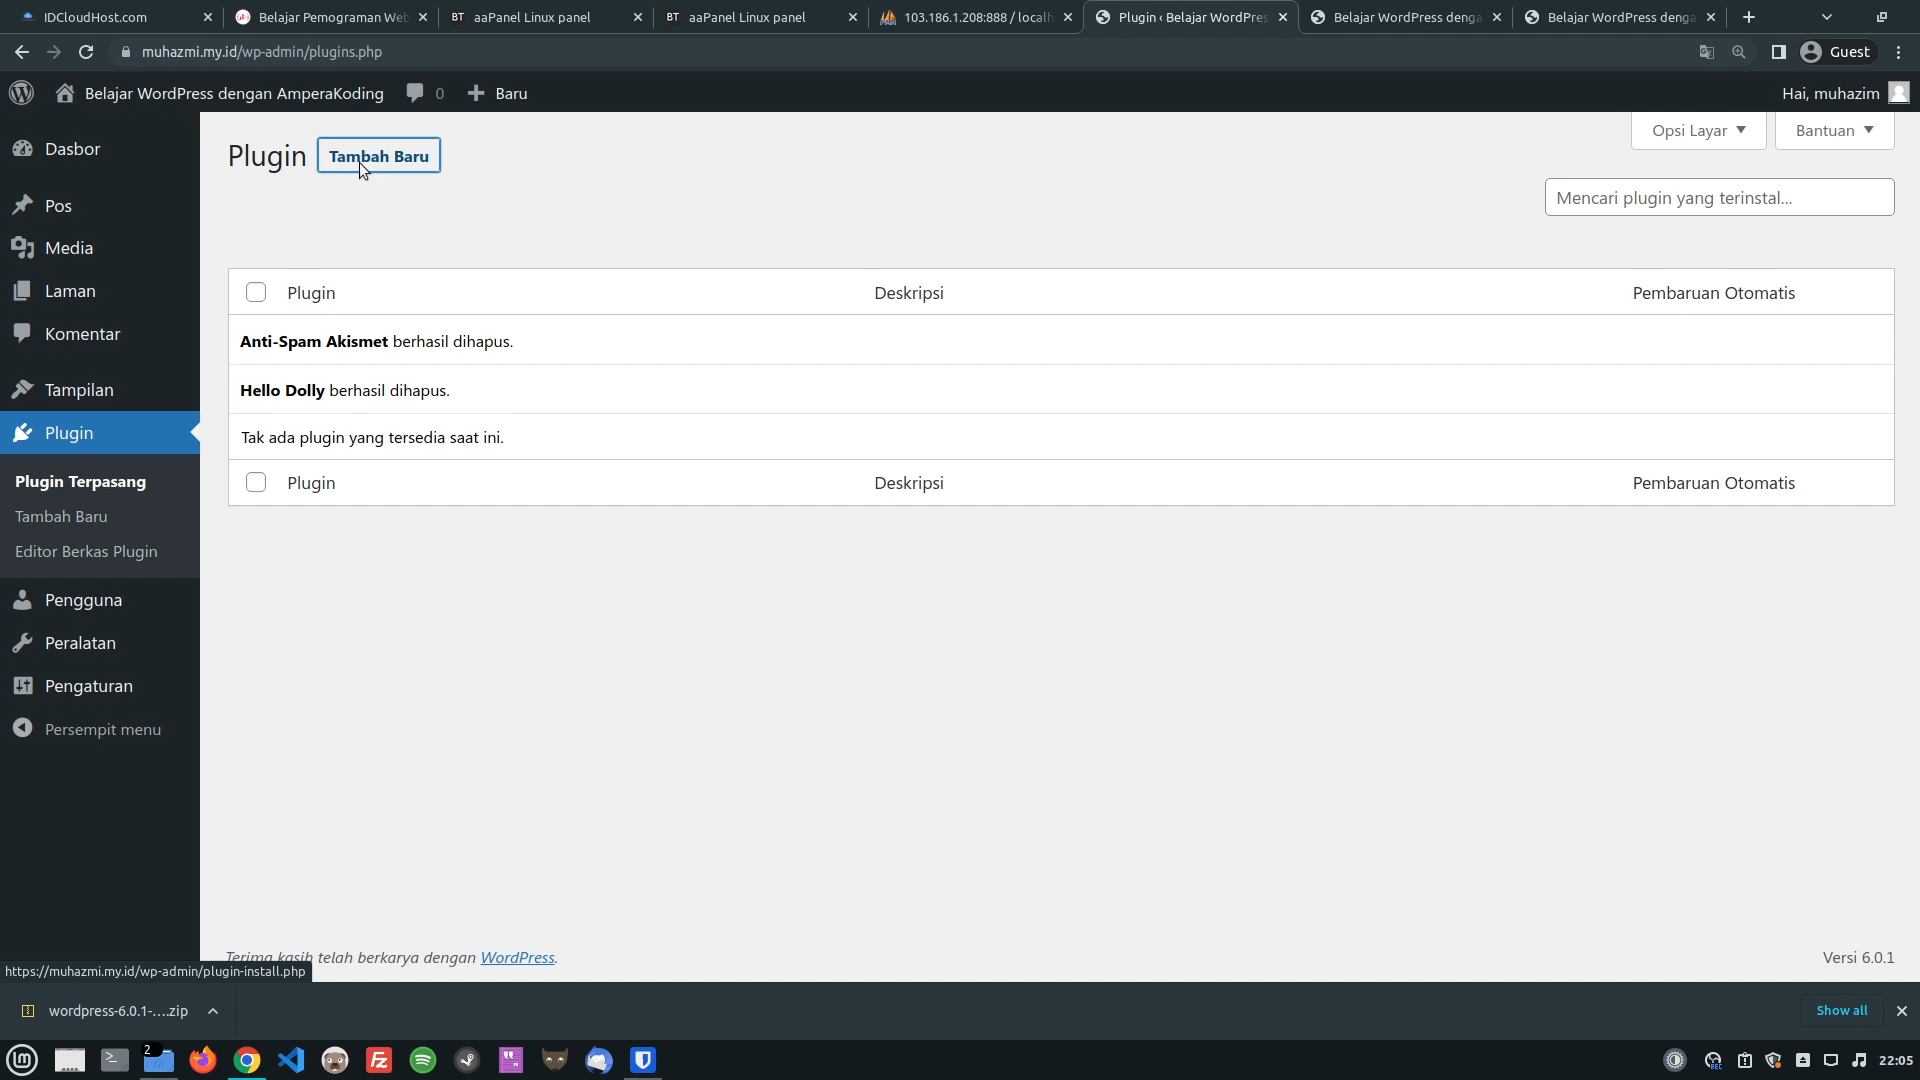 IDCloudHost.com
Belajar Pemograman Web
BT aaPanel Linux panel
BT aaPanel Linux panel
103.186.1.208:888 / localh
Plugin ‹ Belajar WordPres
Belajar WordPress denga
Belajar WordPress denga
muhazmi.my.id/wp-admin/plugins.php
Guest
Belajar WordPress dengan AmperaKoding
0
Baru
Hai, muhazim
Dasbor
Pos
Media
Laman
Komentar
Tampilan
Plugin
Plugin Terpasang
Tambah Baru
Editor Berkas Plugin
Pengguna
Peralatan
Pengaturan
Persempit menu
Plugin
Tambah Baru
Opsi Layar
Bantuan
Mencari plugin yang terinstal...
Plugin Deskripsi Pembaruan Otomatis
Anti-Spam Akismet berhasil dihapus.
Hello Dolly berhasil dihapus.
Tak ada plugin yang tersedia saat ini.
Plugin Deskripsi Pembaruan Otomatis
Terima kasih telah berkarya dengan WordPress.
Versi 6.0.1
https://muhazmi.my.id/wp-admin/plugin-install.php
wordpress-6.0.1-....zip
Show all
2
REC
22:05